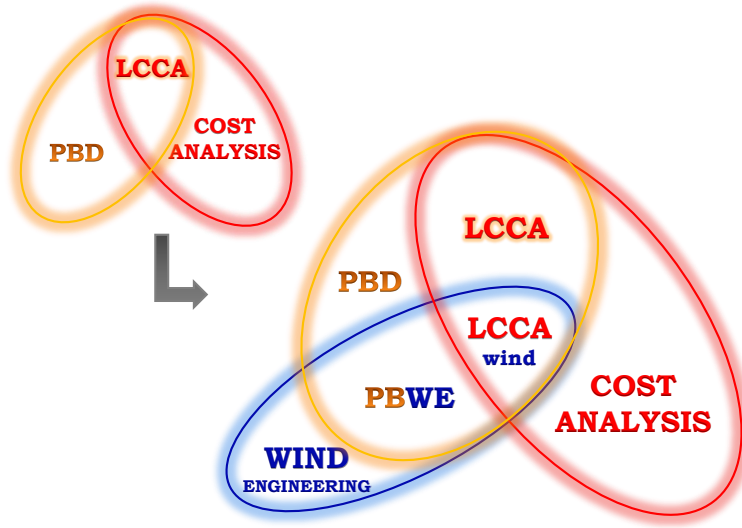 LCCA
COST
ANALYSIS
PBD
LCCA
PBD
LCCA
wind
COST
ANALYSIS
PBWE
WIND
ENGINEERING